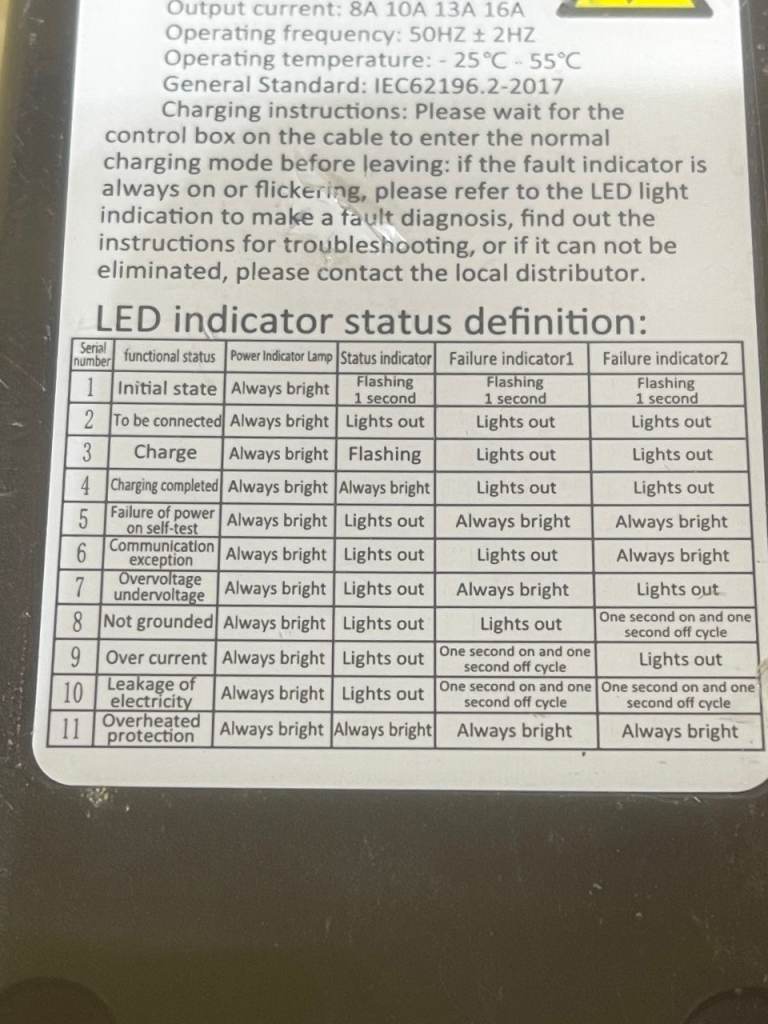 Output current: 8A 10A 13A 16A
Operating frequency: 50HZ ± 2HZ
Operating temperature: - 25℃ - 55℃
General Standard: IEC62196.2-2017
Charging instructions: Please wait for the
control box on the cable to enter the normal
charging mode before leaving: if the fault indicator is
always on or flickering, please refer to the LED light
indication to make a fault diagnosis, find out the
instructions for troubleshooting, or if it can not be
eliminated, please contact the local distributor.
LED indicator status definition:
Serial number functional status Power Indicator Lamp Status indicator Failure indicator1 Failure indicator2
1 Initial state Always bright Flashing 1 second Flashing 1 second Flashing 1 second
2 To be connected Always bright Lights out Lights out Lights out
3 Charge Always bright Flashing Lights out Lights out
4 Charging completed Always bright Always bright Lights out Lights out
5 Failure of power on self-test Always bright Lights out Always bright Always bright
6 Communication exception Always bright Lights out Lights out Always bright
7 Overvoltage undervoltage Always bright Lights out Always bright Lights out
8 Not grounded Always bright Lights out Lights out One second on and one second off cycle
9 Over current Always bright Lights out One second on and one second off cycle Lights out
10 Leakage of electricity Always bright Lights out One second on and one second off cycle One second on and one second off cycle
11 Overheated protection Always bright Always bright Always bright Always bright